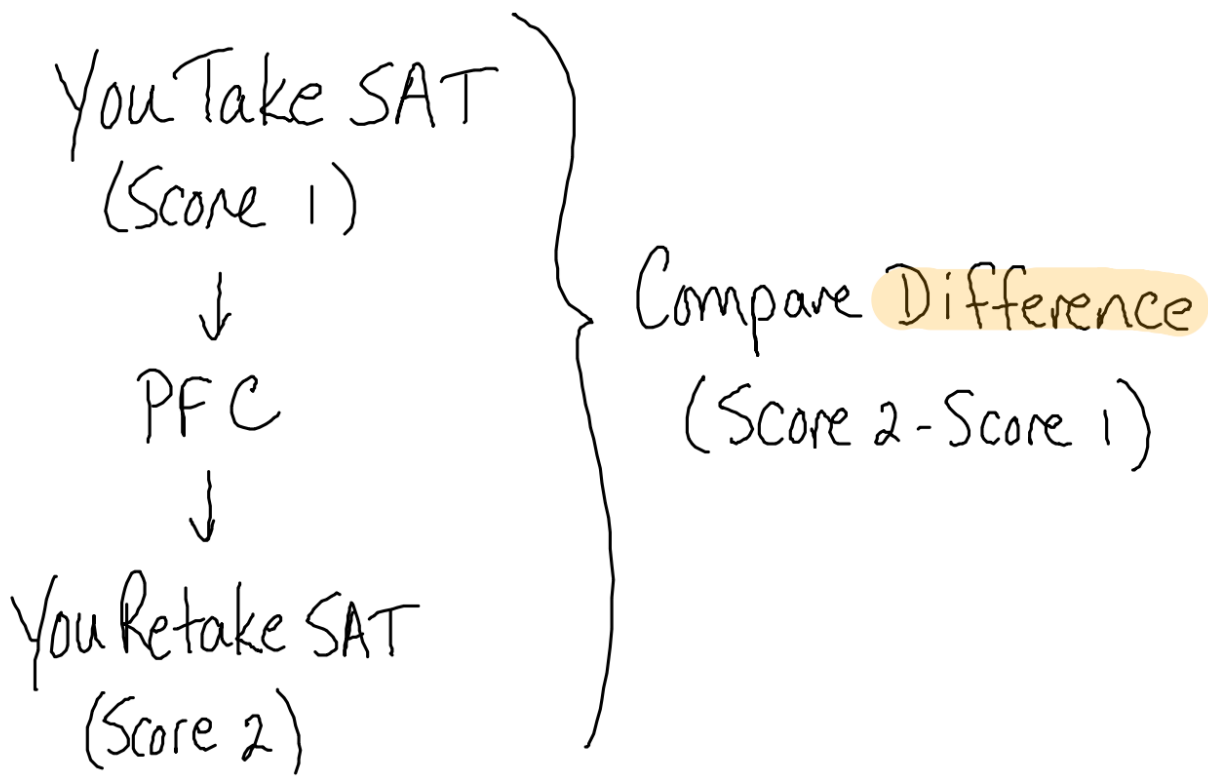 You Take SAT
(Score 1)
↓
PFC
↓
You Retake SAT
(Score 2)
Compare Difference
(Score 2 - Score 1)